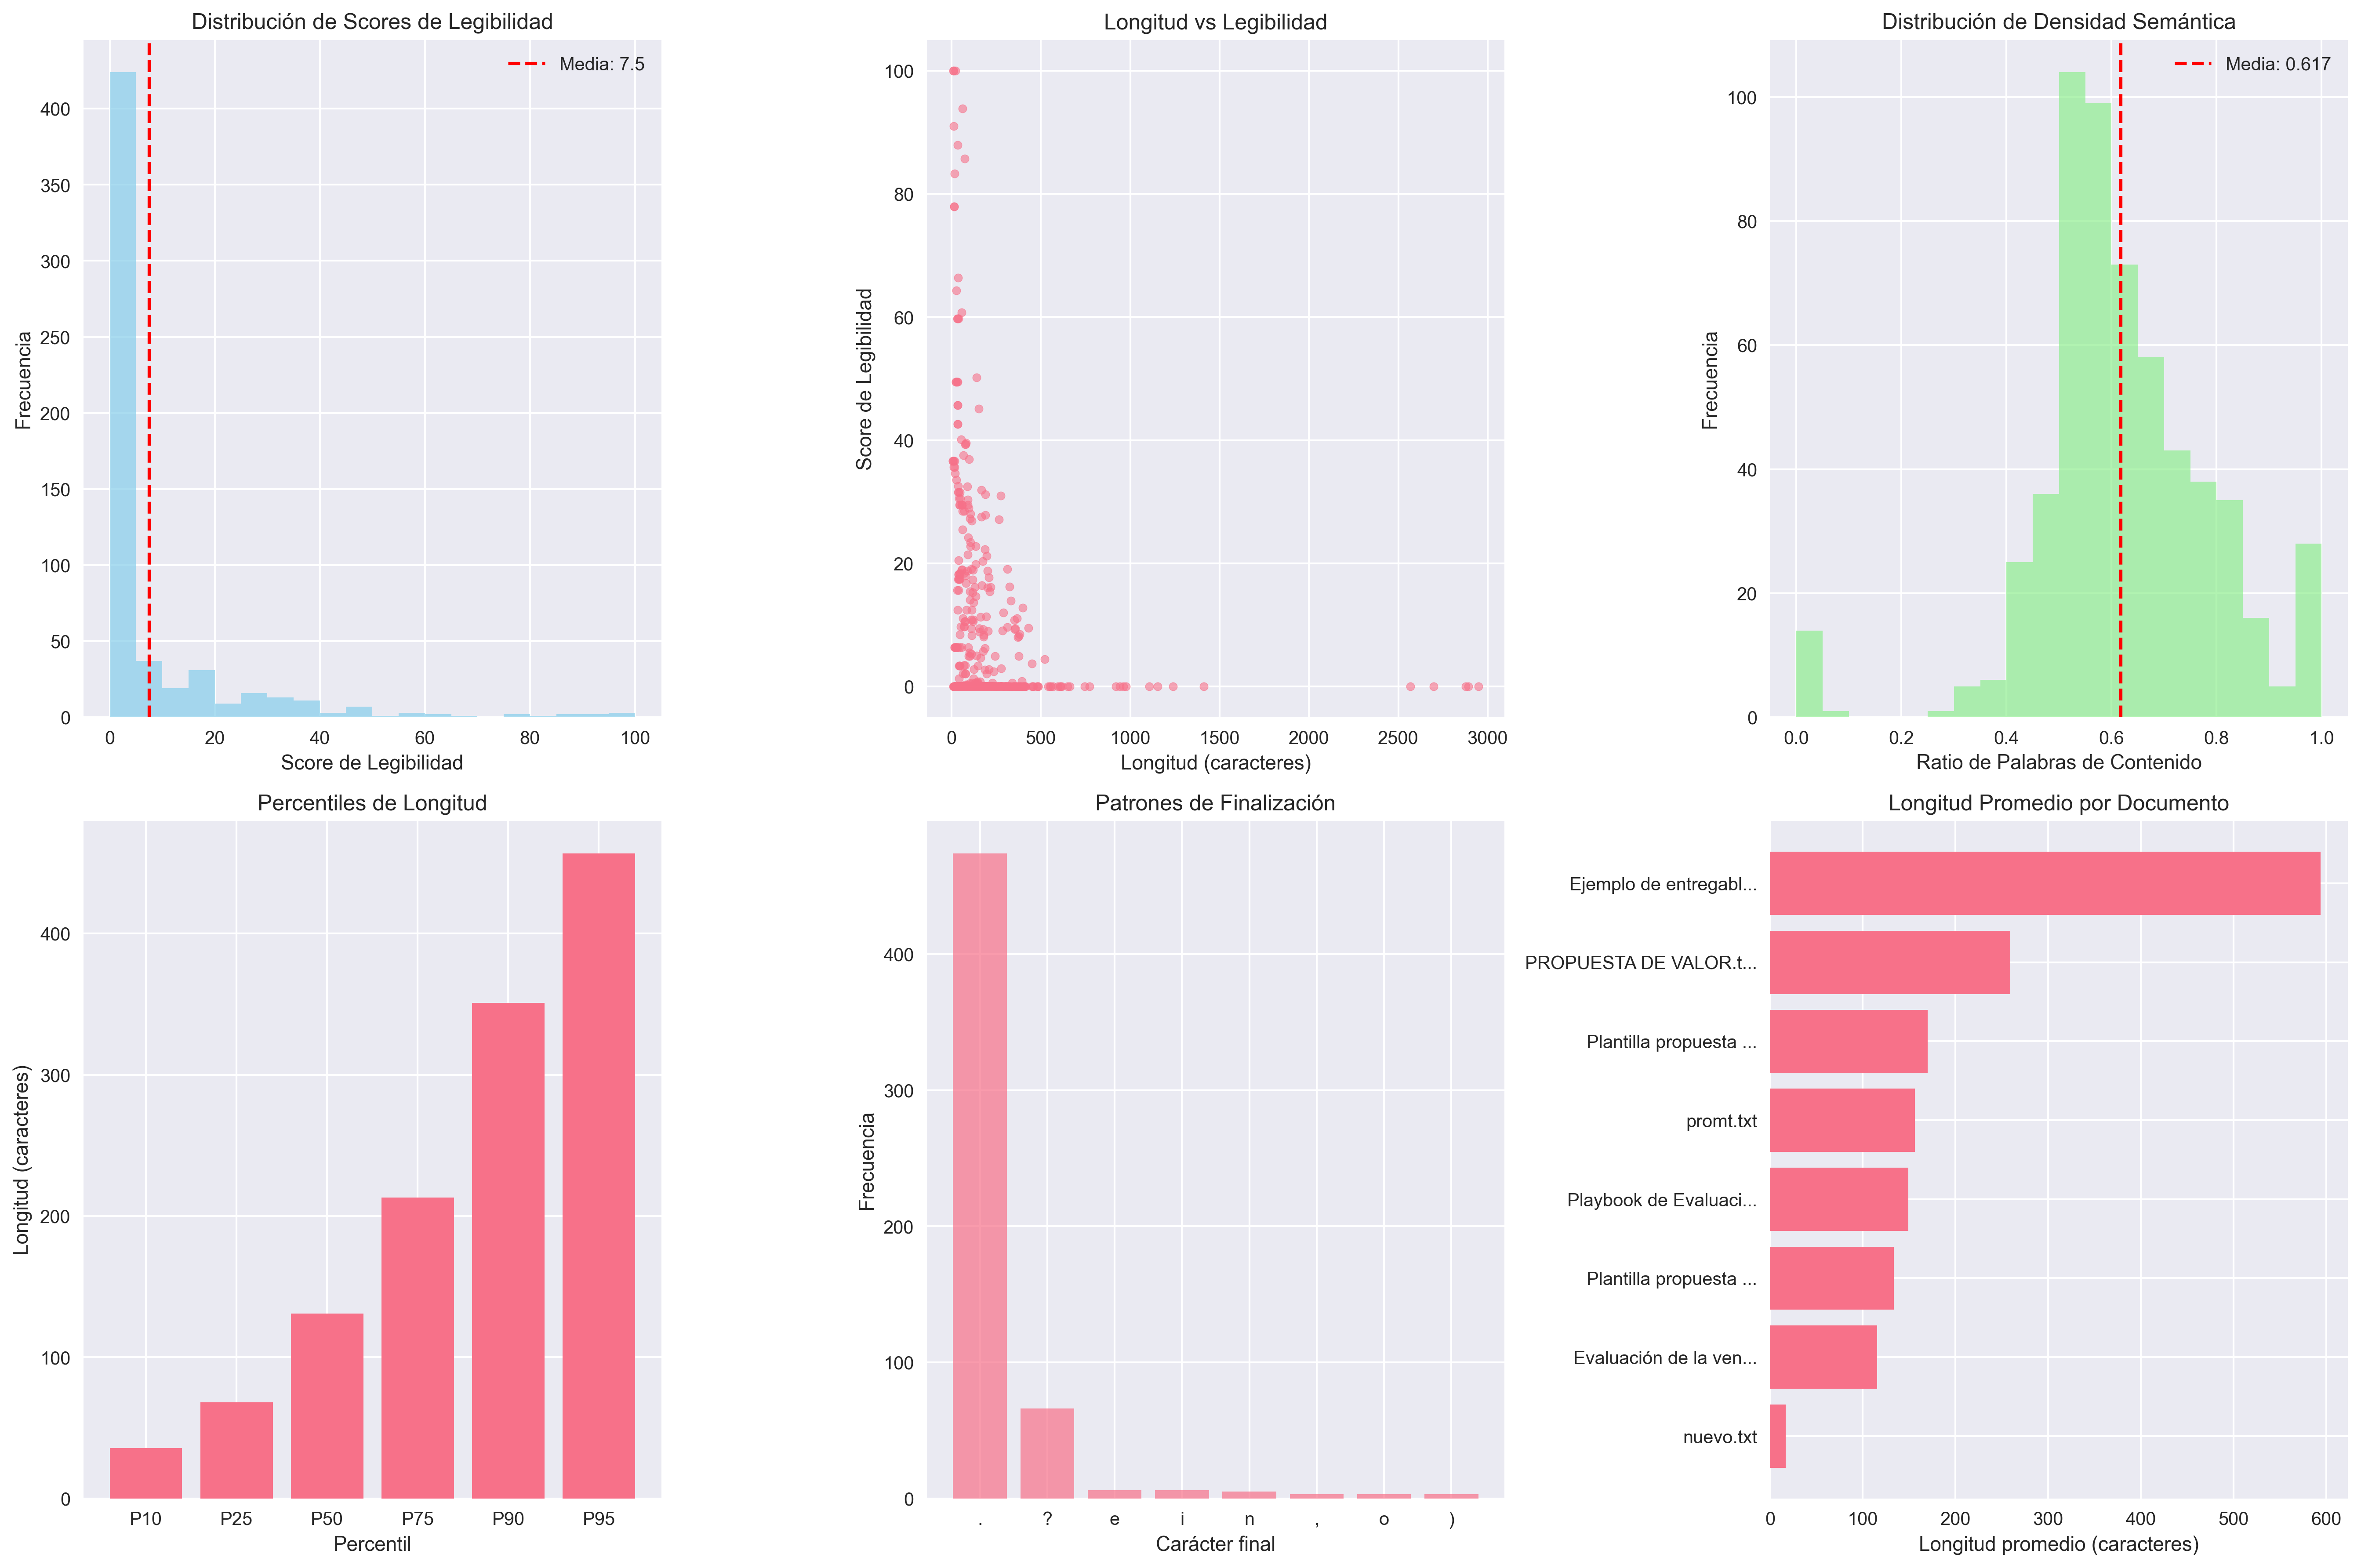 Distribución de Scores de Legibilidad
Media: 7.5
400
350
300
250
200
150
100
50
0
Frecuencia
0 20 40 60 80 100
Score de Legibilidad
Longitud vs Legibilidad
100
80
60
40
20
0
Score de Legibilidad
0 500 1000 1500 2000 2500 3000
Longitud (caracteres)
Distribución de Densidad Semántica
Media: 0.617
100
80
60
40
20
0
Frecuencia
0.0 0.2 0.4 0.6 0.8 1.0
Ratio de Palabras de Contenido
Percentiles de Longitud
400
300
200
100
0
Longitud (caracteres)
P10 P25 P50 P75 P90 P95
Percentil
Patrones de Finalización
400
300
200
100
0
Frecuencia
. ? e i n , o )
Carácter final
Longitud Promedio por Documento
Ejemplo de entregabl...
PROPUESTA DE VALOR.t...
Plantilla propuesta ...
promt.txt
Playbook de Evaluaci...
Plantilla propuesta ...
Evaluación de la ven...
nuevo.txt
0 100 200 300 400 500 600
Longitud promedio (caracteres)